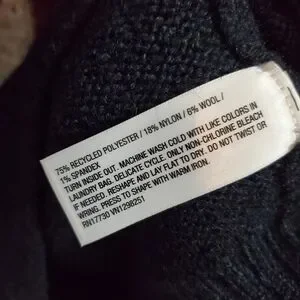 75% RECYCLED POLYESTER / 18% NYLON / 6% WOOL /
1% SPANDEX
TURN INSIDE OUT. MACHINE WASH COLD WITH LIKE COLORS IN
LAUNDRY BAG. DELICATE CYCLE. ONLY NON-CHLORINE BLEACH
IF NEEDED. RESHAPE AND LAY FLAT TO DRY. DO NOT TWIST OR
WRING. PRESS TO SHAPE WITH WARM IRON.
RN17730 VN1298251